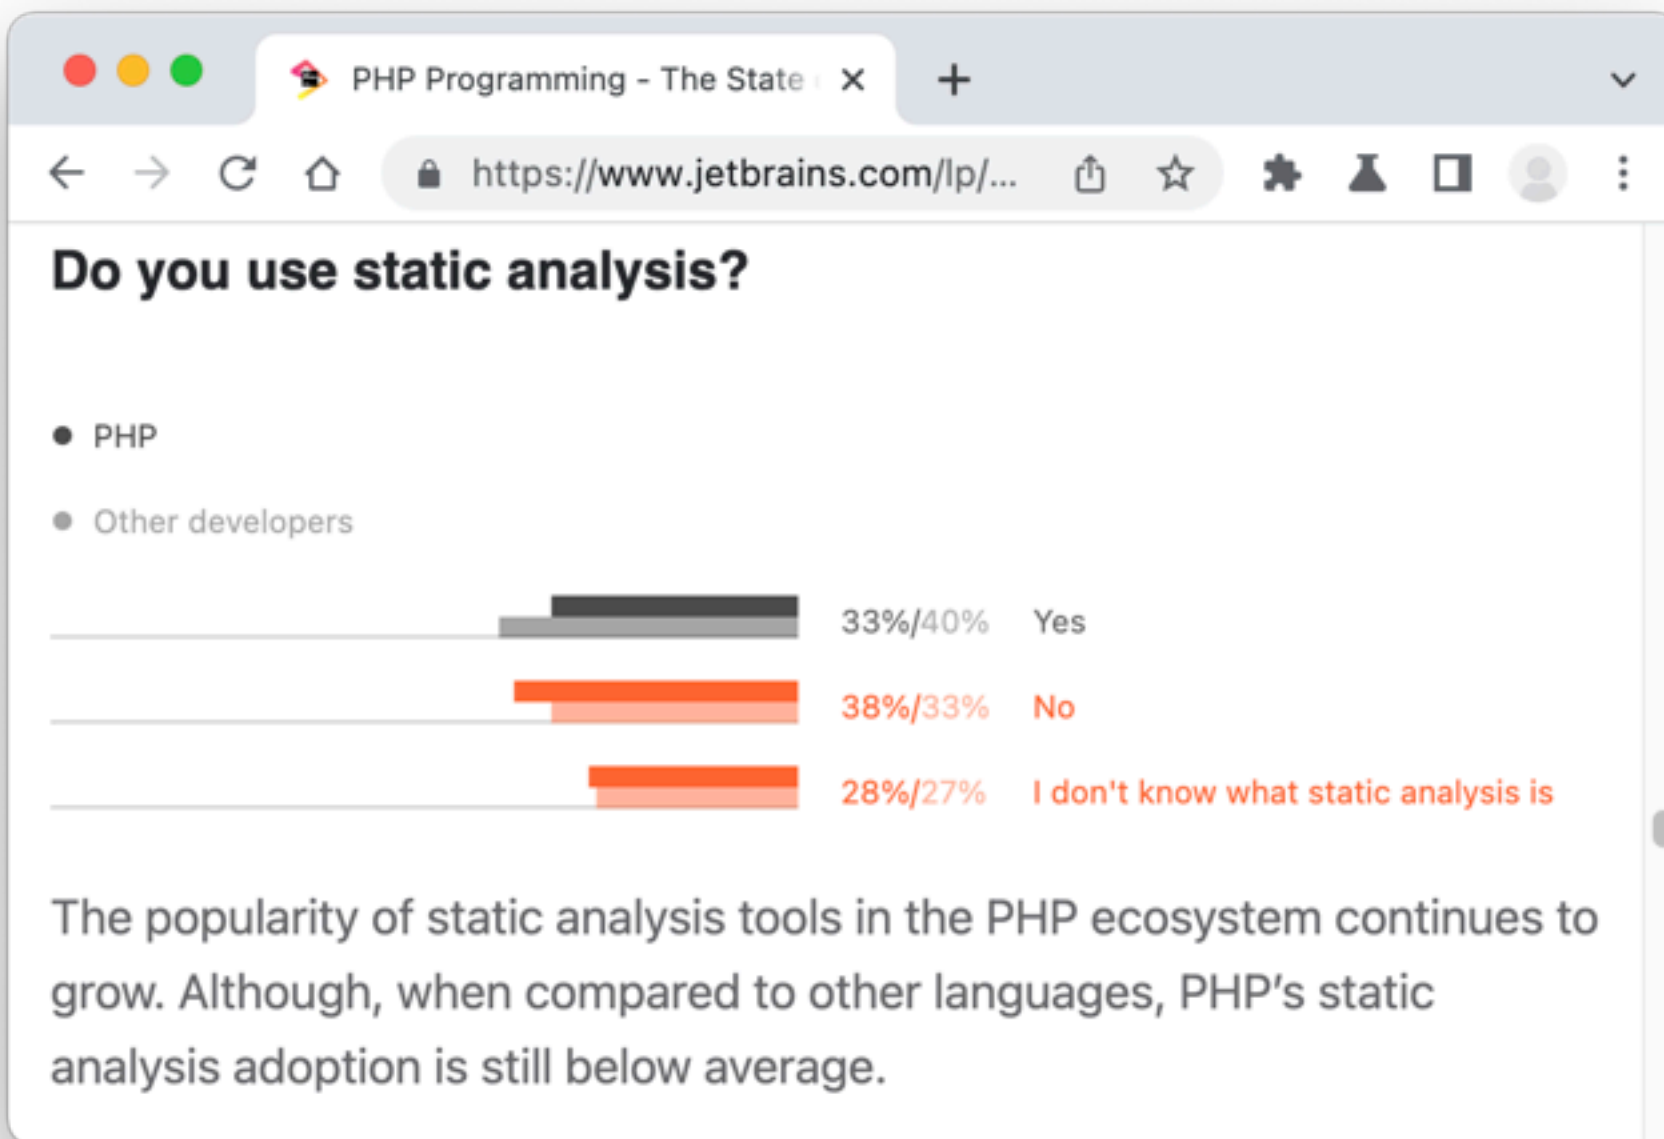 PHP Programming - The State
https://www.jetbrains.com/lp/...
Do you use static analysis?
PHP
Other developers
33%/40% Yes
38%/33% No
28%/27% I don't know what static analysis is
The popularity of static analysis tools in the PHP ecosystem continues to
grow. Although, when compared to other languages, PHP’s static
analysis adoption is still below average.